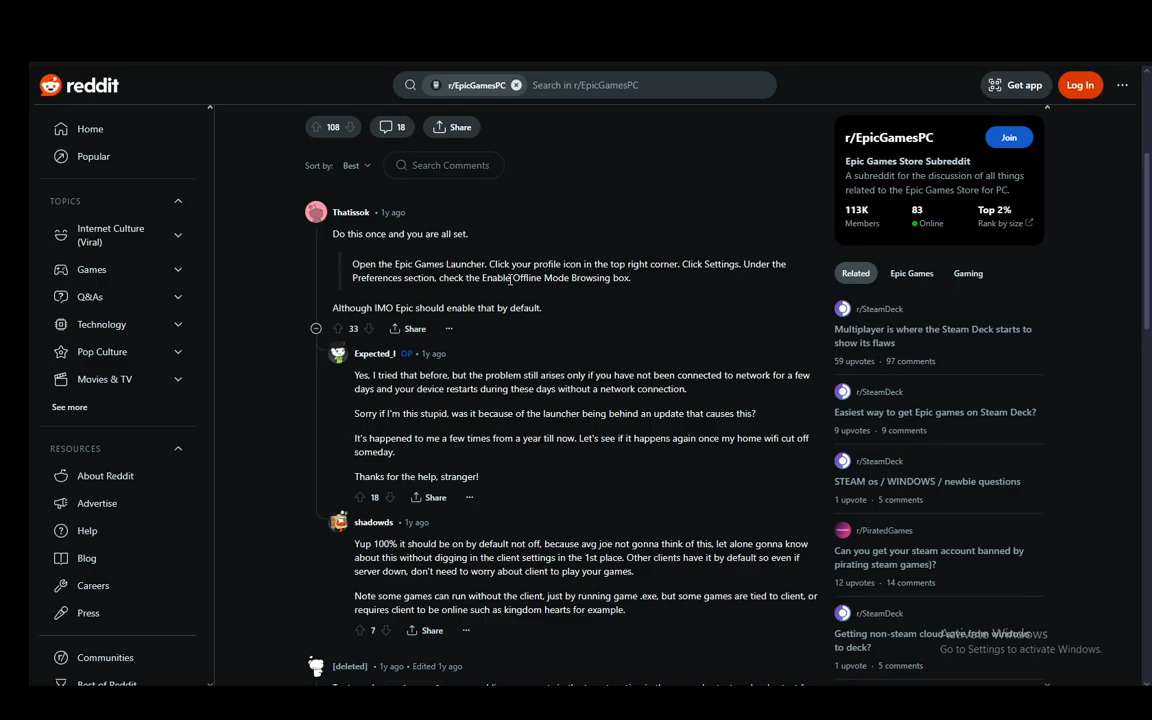 reddit
r/EpicGamesPC
Search in r/EpicGamesPC
Get app
Log In
Home
Popular
TOPICS
Internet Culture
(Viral)
Games
Q&As
Technology
Pop Culture
Movies & TV
See more
RESOURCES
About Reddit
Advertise
Help
Blog
Careers
Press
Communities
Best of Reddit
108
18
Share
Sort by: Best
Search Comments
Thatissok • 1y ago
Do this once and you are all set.
Open the Epic Games Launcher. Click your profile icon in the top right corner. Click Settings. Under the
Preferences section, check the Enable Offline Mode Browsing box.
Although IMO Epic should enable that by default.
33 Share
Expected_I OP • 1y ago
Yes, I tried that before, but the problem still arises only if you have not been connected to network for a few
days and your device restarts during these days without a network connection.
Sorry if I'm this stupid, was it because of the launcher being behind an update that causes this?
It's happened to me a few times from a year till now. Let's see if it happens again once my home wifi cut off
someday.
Thanks for the help, stranger!
18 Share
shadowds • 1y ago
Yup 100% it should be on by default not off, because avg joe not gonna think of this, let alone gonna know
about this without digging in the client settings in the 1st place. Other clients have it by default so even if
server down, don't need to worry about client to play your games.
Note some games can run without the client, just by running game .exe, but some games are tied to client, or
requires client to be online such as kingdom hearts for example.
7 Share
[deleted] • 1y ago • Edited 1y ago
r/EpicGamesPC
Join
Epic Games Store Subreddit
A subreddit for the discussion of all things
related to the Epic Games Store for PC.
113K 83 Top 2%
Members Online Rank by size
Related Epic Games Gaming
r/SteamDeck
Multiplayer is where the Steam Deck starts to
show its flaws
59 upvotes • 97 comments
r/SteamDeck
Easiest way to get Epic games on Steam Deck?
9 upvotes • 9 comments
r/SteamDeck
STEAM os / WINDOWS / newbie questions
1 upvote • 5 comments
r/PiratedGames
Can you get your steam account banned by
pirating steam games)?
12 upvotes • 14 comments
r/SteamDeck
Getting non-steam cloud saves from windows
to deck?
1 upvote • 5 comments
Activate Windows
Go to Settings to activate Windows.